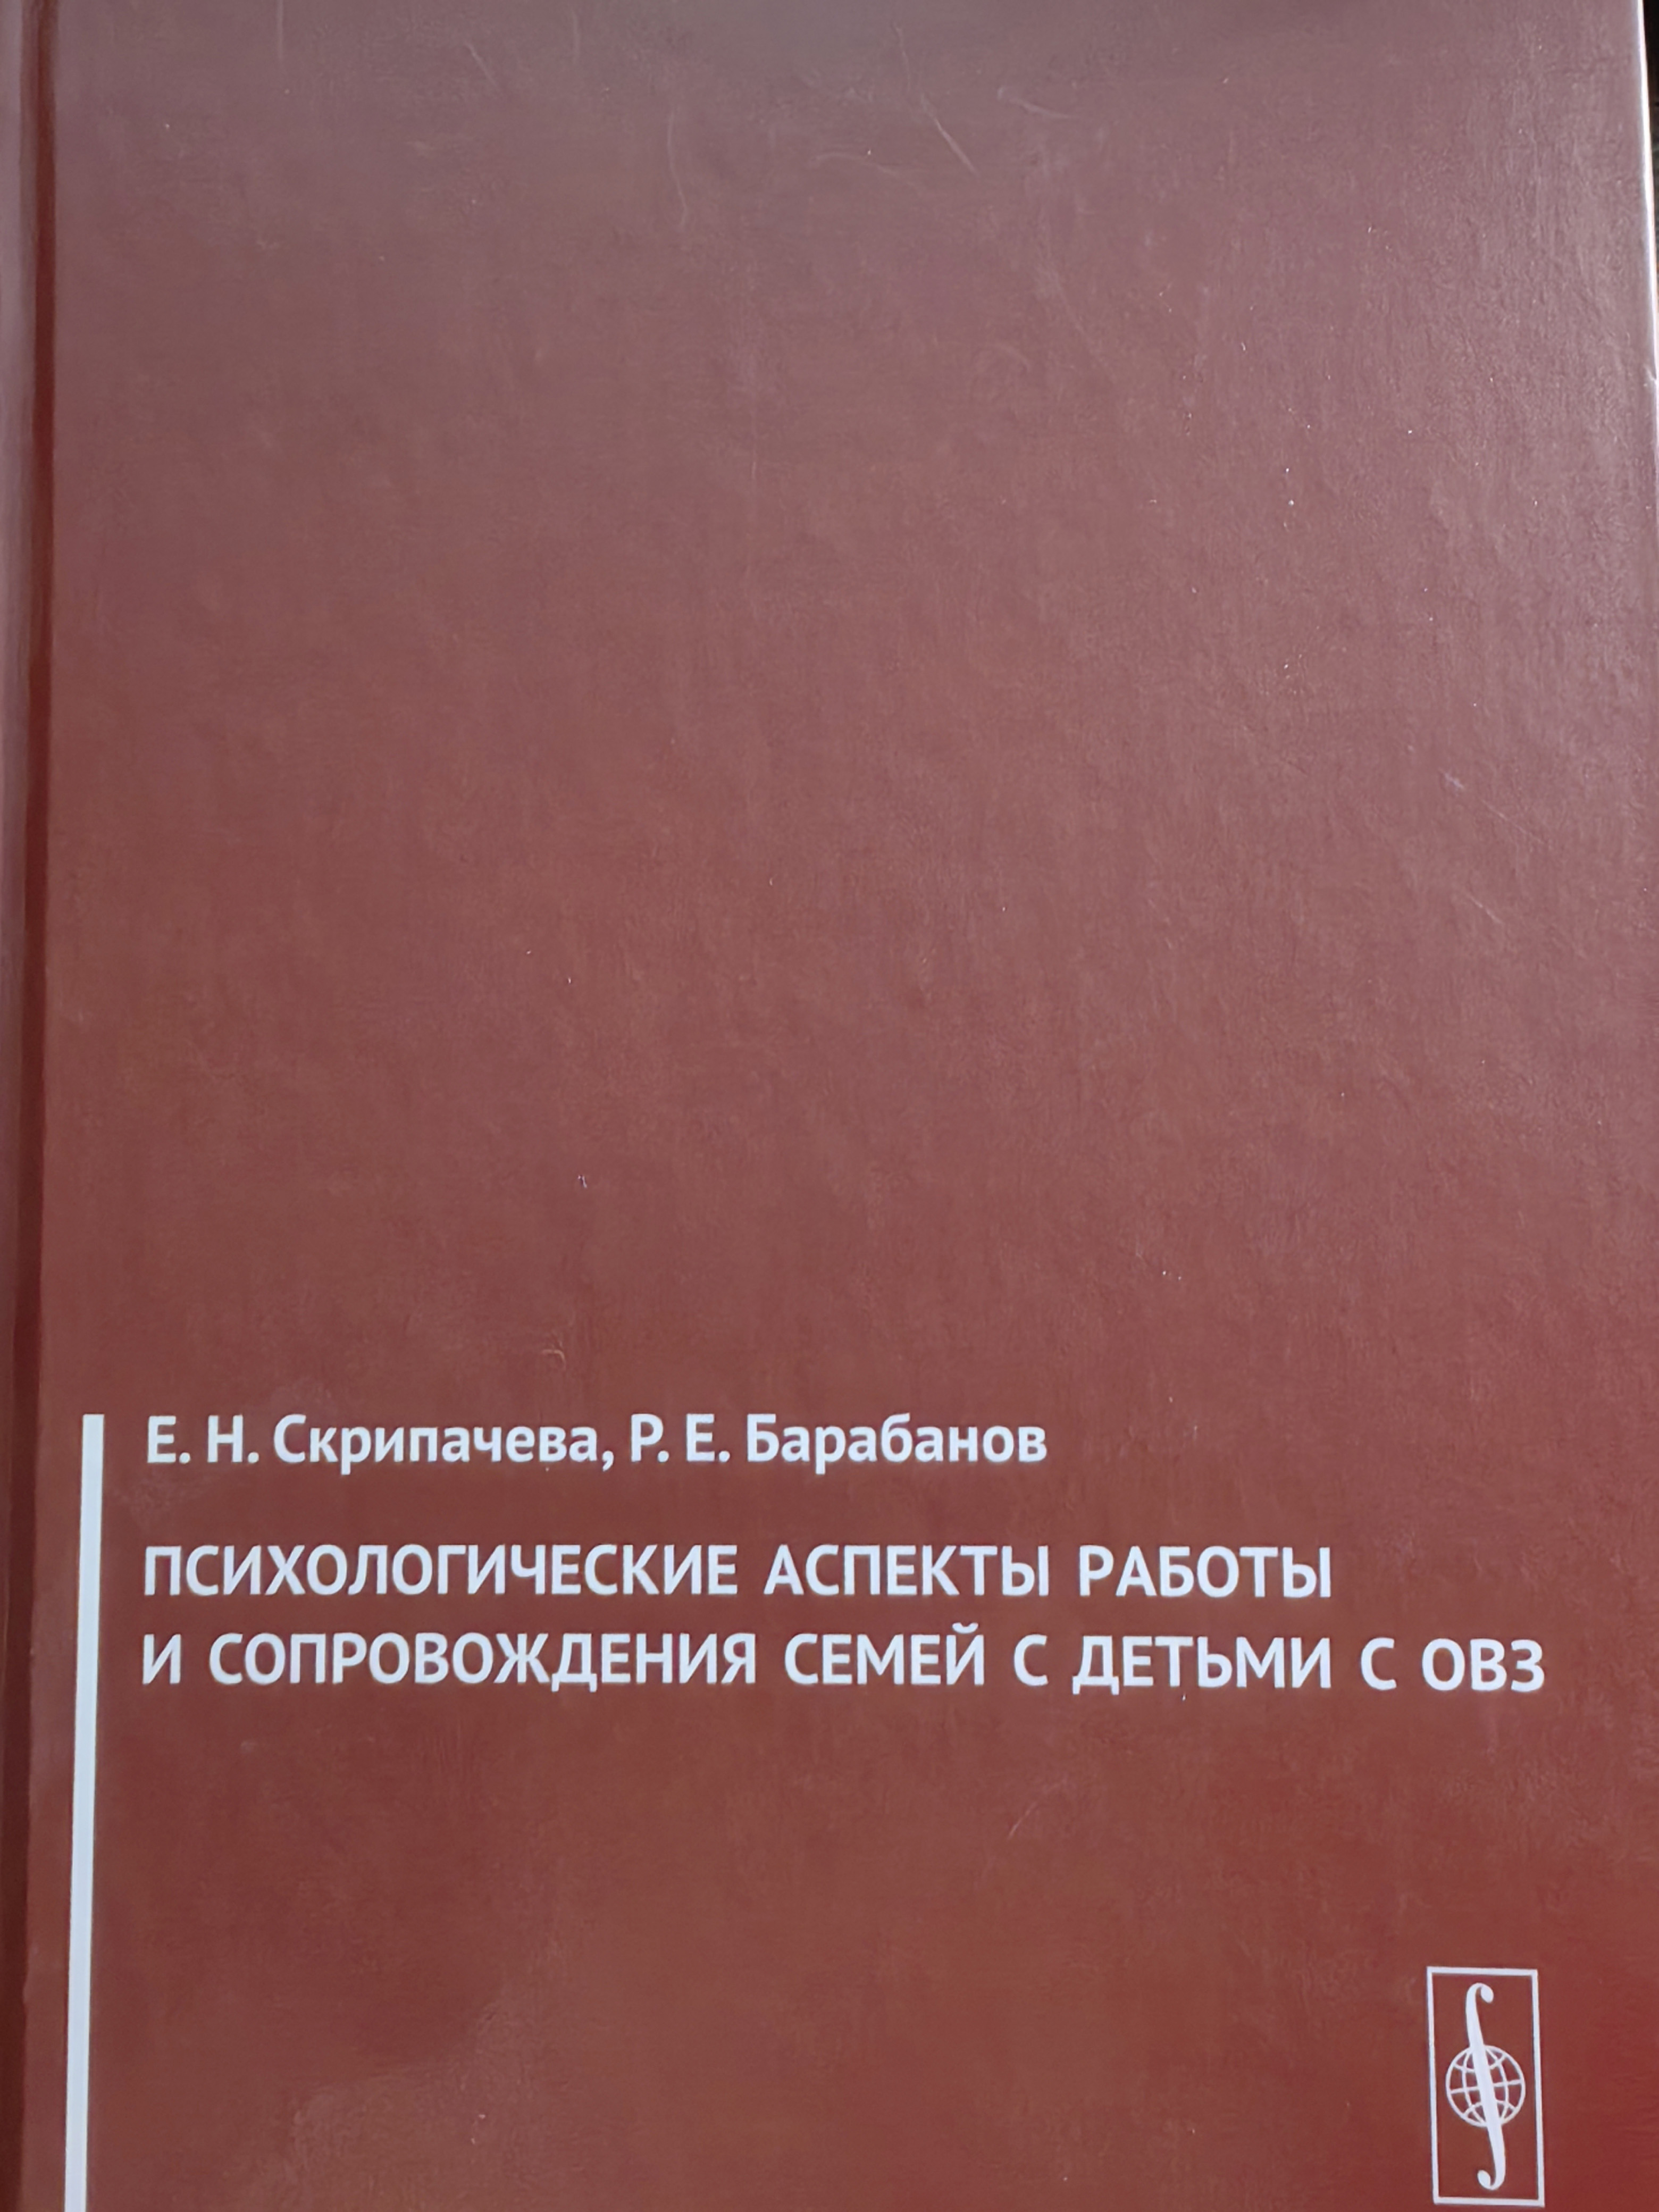 Е. Н. Скрипачева, Р. Е. Барабанов
ПСИХОЛОГИЧЕСКИЕ АСПЕКТЫ РАБОТЫ
И СОПРОВОЖДЕНИЯ СЕМЕЙ С ДЕТЬМИ С ОВЗ